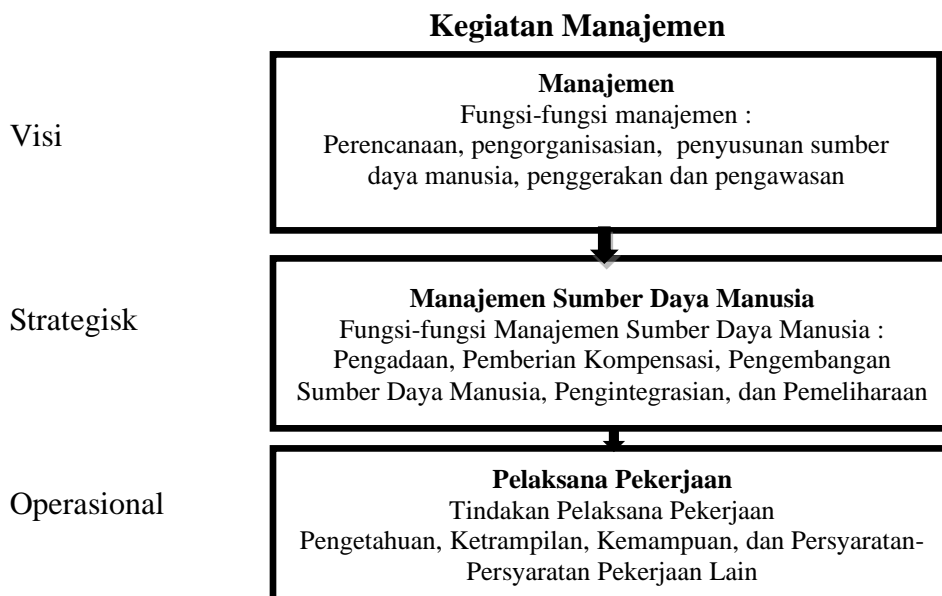 Kegiatan Manajemen
Visi
Manajemen
Fungsi-fungsi manajemen :
Perencanaan, pengorganisasian, penyusunan sumber
daya manusia, penggerakan dan pengawasan
Strategisk
Manajemen Sumber Daya Manusia
Fungsi-fungsi Manajemen Sumber Daya Manusia :
Pengadaan, Pemberian Kompensasi, Pengembangan
Sumber Daya Manusia, Pengintegrasian, dan Pemeliharaan
Operasional
Pelaksana Pekerjaan
Tindakan Pelaksana Pekerjaan
Pengetahuan, Ketrampilan, Kemampuan, dan Persyaratan-
Persyaratan Pekerjaan Lain